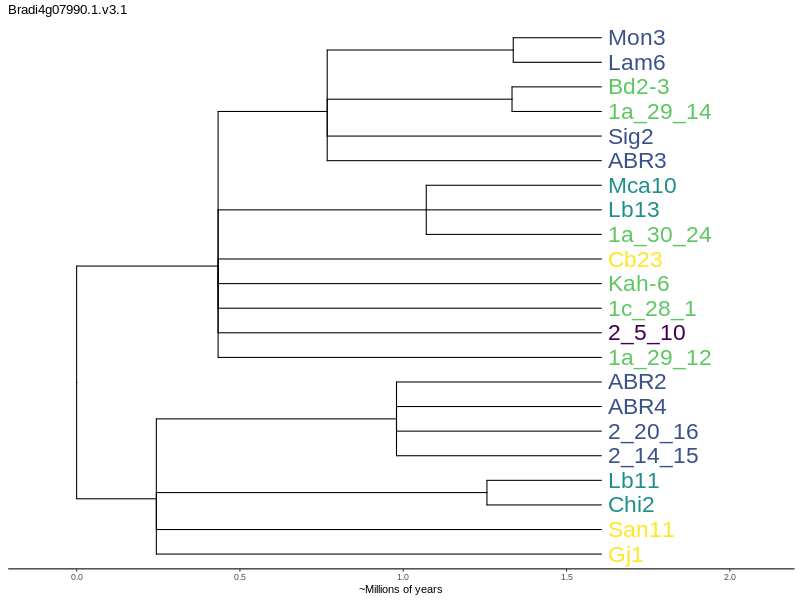 Bradi4g07990.1.v3.1
Mon3
Lam6
Bd2-3
1a_29_14
Sig2
ABR3
Mca10
Lb13
1a_30_24
Cb23
Kah-6
1c_28_1
2_5_10
1a_29_12
ABR2
ABR4
2_20_16
2_14_15
Lb11
Chi2
San11
Gj1
0.0 0.5 1.0 1.5 2.0
~Millions of years